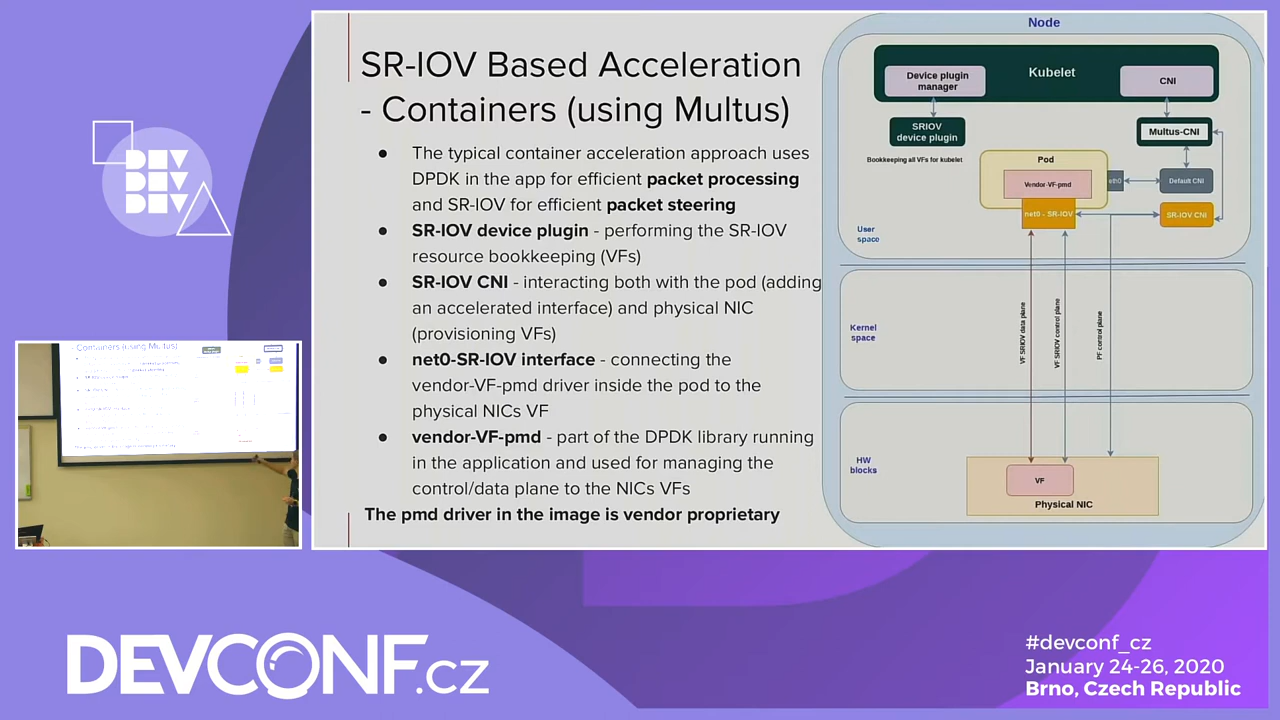 SR-IOV Based Acceleration
- Containers (using Multus)
● The typical container acceleration approach uses
DPDK in the app for efficient packet processing
and SR-IOV for efficient packet steering
● SR-IOV device plugin - performing the SR-IOV
resource bookkeeping (VFs)
● SR-IOV CNI - interacting both with the pod (adding
an accelerated interface) and physical NIC
(provisioning VFs)
● net0-SR-IOV interface - connecting the
vendor-VF-pmd driver inside the pod to the
physical NICs VF
● vendor-VF-pmd - part of the DPDK library running
in the application and used for managing the
control/data plane to the NICs VFs
The pmd driver in the image is vendor proprietary
Node
Kubelet
Device plugin
manager
CNI
SRIOV
device plugin
Multus-CNI
Bookkeeping all VFs for kubelet
Pod
Vendor-VF-pmd
eth0
Default CNI
net0 - SR-IOV
SR-IOV CNI
User
space
Kernel
space
VF SRIOV data plane
VF SRIOV control plane
PF control plane
HW
blocks
VF
Physical NIC
DEV
DEV
DEV
- Containers (using Multus)
DEVCONF.cz
#devconf_cz
January 24-26, 2020
Brno, Czech Republic